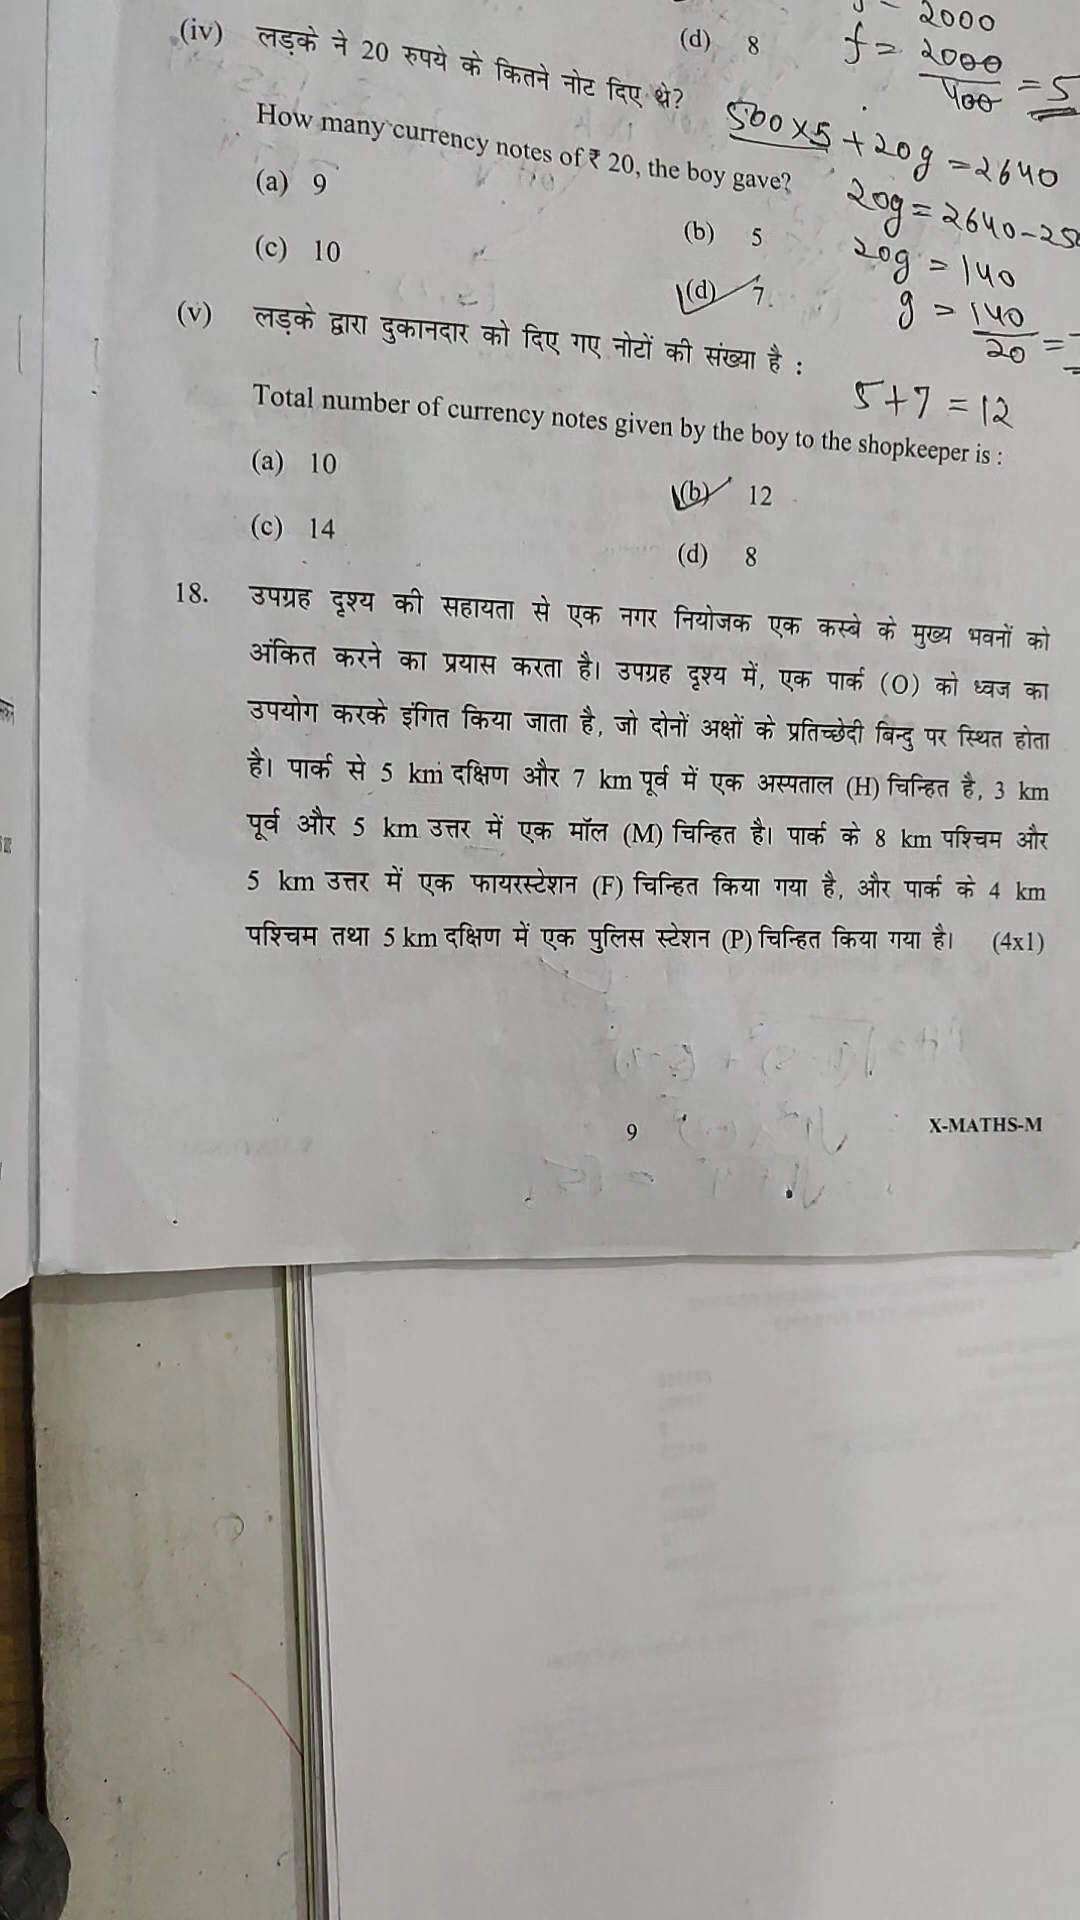 2000
(iv) लड़के ने 20 रुपये के कितने नोट दिए थे? (d) 8
f = 2000/400 = 5
How many currency notes of ₹ 20, the boy gave?
500 x 5 + 20g = 2640
(a) 9
(b) 5
20g = 2640 - 25
(c) 10
(d) 7
20g = 140
g = 140/20 =
(v) लड़के द्वारा दुकानदार को दिए गए नोटों की संख्या है :
5 + 7 = 12
Total number of currency notes given by the boy to the shopkeeper is :
(a) 10
(b) 12
(c) 14
(d) 8
18. उपग्रह दृश्य की सहायता से एक नगर नियोजक एक कस्बे के मुख्य भवनों को
अंकित करने का प्रयास करता है। उपग्रह दृश्य में, एक पार्क (O) को ध्वज का
उपयोग करके इंगित किया जाता है, जो दोनों अक्षों के प्रतिच्छेदी बिन्दु पर स्थित होता
है। पार्क से 5 km दक्षिण और 7 km पूर्व में एक अस्पताल (H) चिन्हित है, 3 km
पूर्व और 5 km उत्तर में एक मॉल (M) चिन्हित है। पार्क के 8 km पश्चिम और
5 km उत्तर में एक फायरस्टेशन (F) चिन्हित किया गया है, और पार्क के 4 km
पश्चिम तथा 5 km दक्षिण में एक पुलिस स्टेशन (P) चिन्हित किया गया है। (4x1)
9
X-MATHS-M